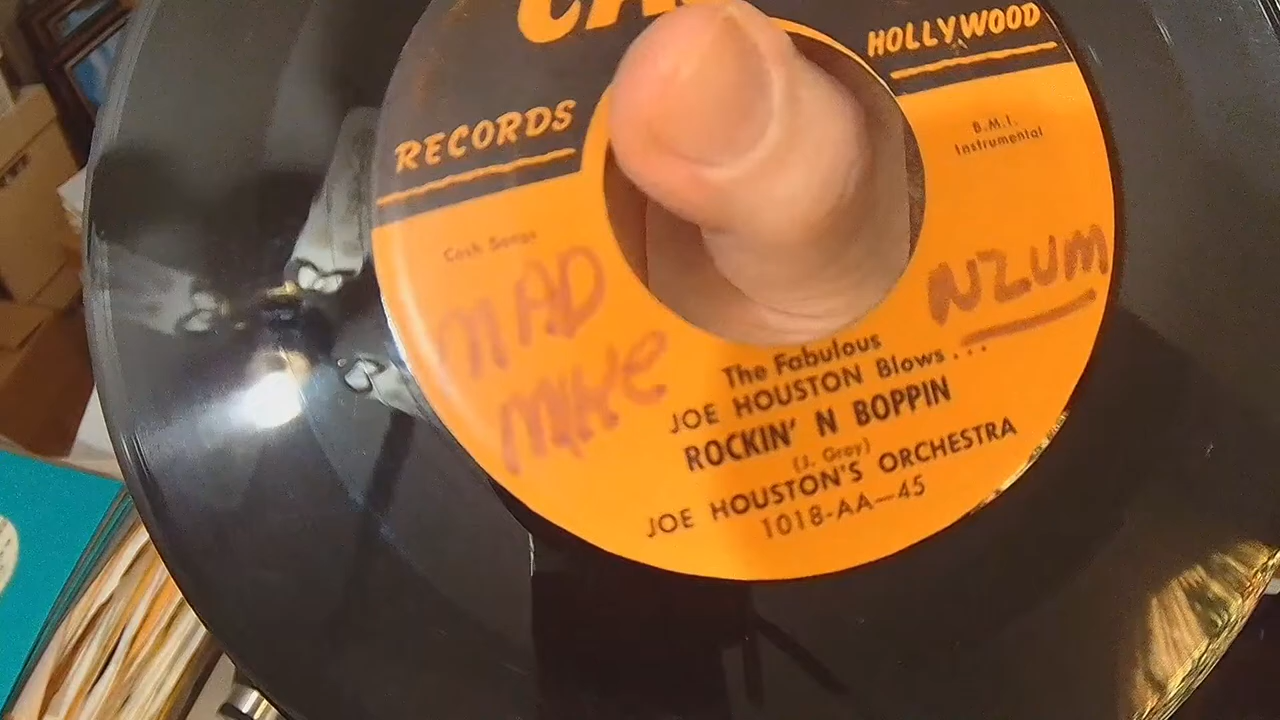 RECORDS
HOLLYWOOD
B.M.I.
Instrumental
Cash Songs
MAD
MIKE
NZUM
The Fabulous
JOE HOUSTON Blows...
ROCKIN' N BOPPIN
(J. Gray)
JOE HOUSTON'S ORCHESTRA
1018-AA-45